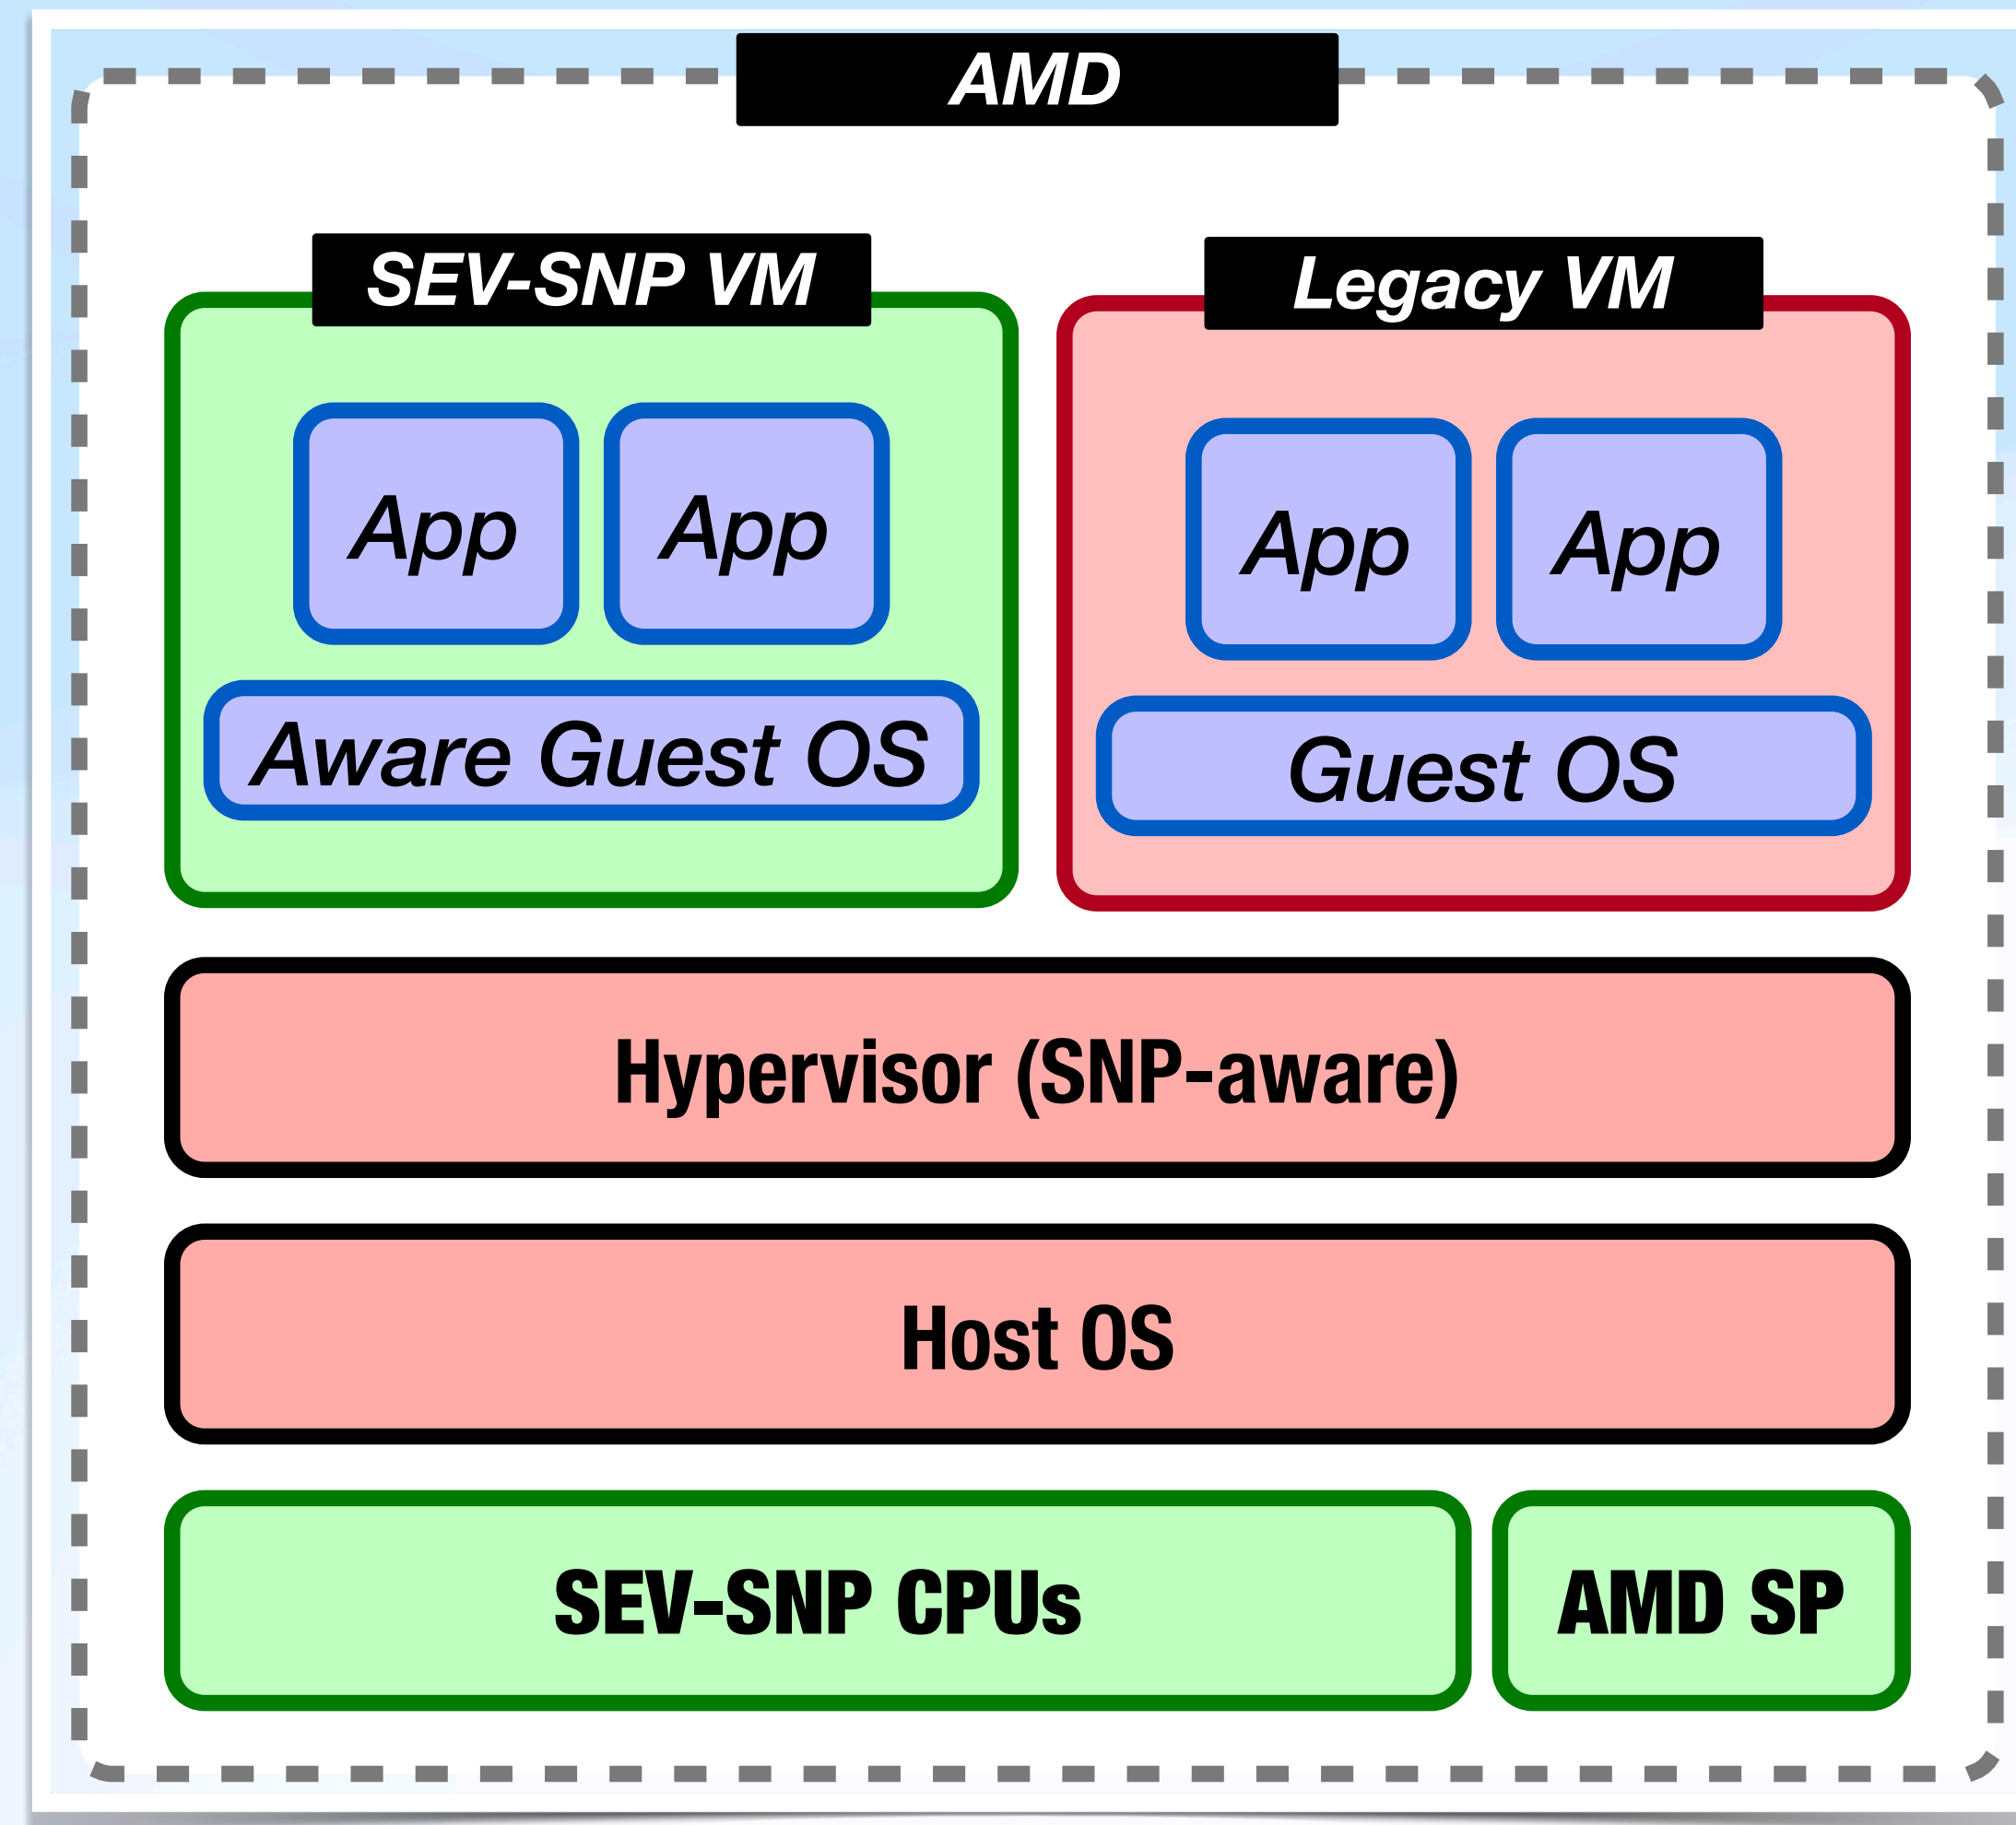 AMD
SEV-SNP VM
Legacy VM
App
App
App
App
Aware Guest OS
Guest OS
Hypervisor (SNP-aware)
Host OS
SEV-SNP CPUs
AMD SP